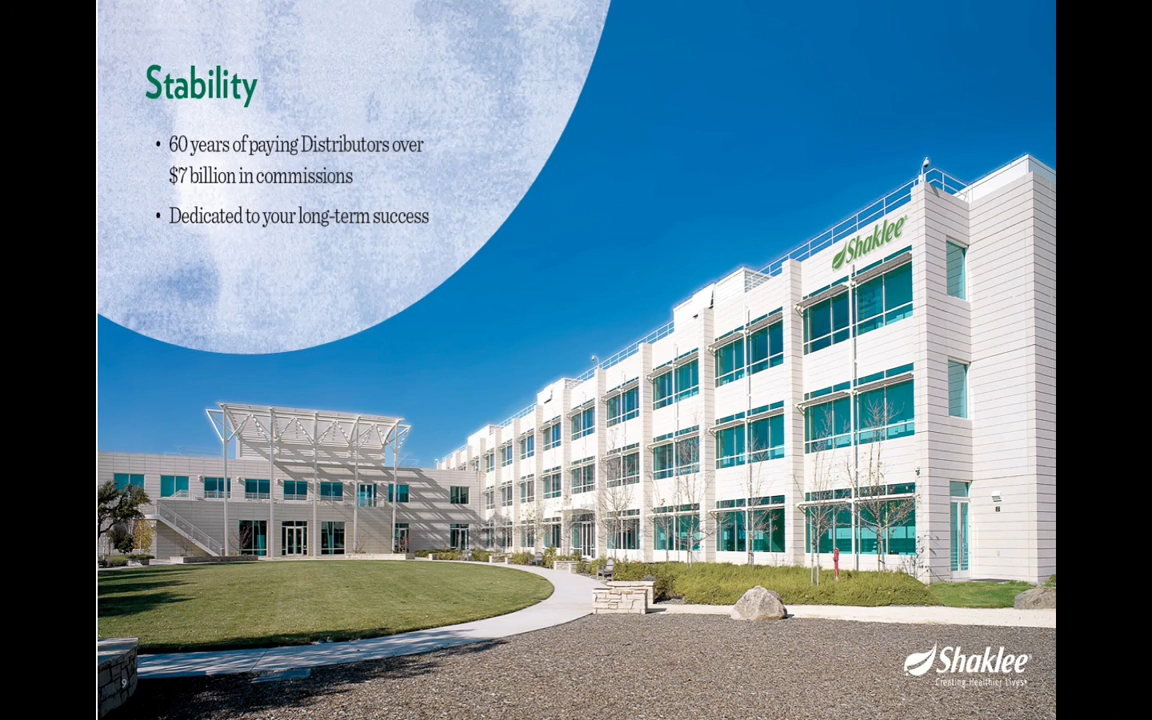 Stability
• 60 years of paying Distributors over
$7 billion in commissions
• Dedicated to your long-term success
Shaklee®
Shaklee®
Creating Healthier Lives®
9